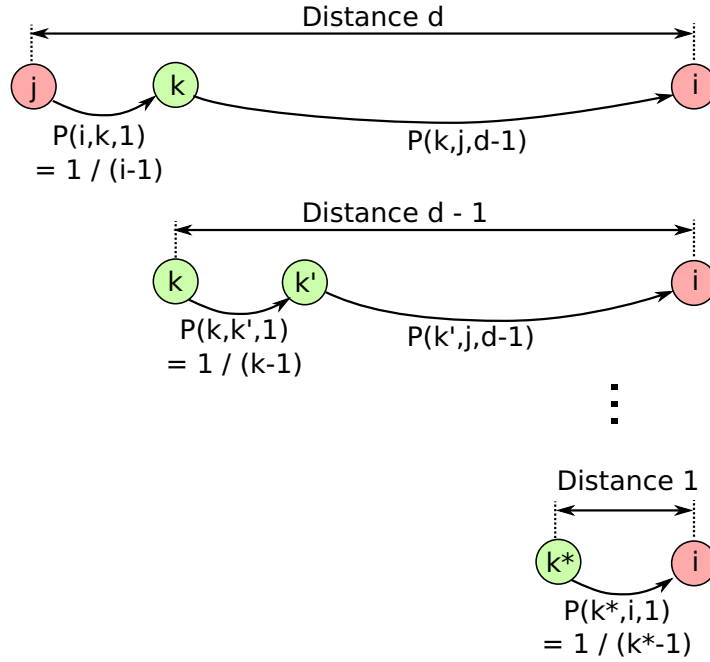 Distance d
j
k
i
P(i,k,1)
= 1 / (i-1)
P(k,j,d-1)
Distance d - 1
k
k'
i
P(k,k',1)
= 1 / (k-1)
P(k',j,d-1)
Distance 1
k*
i
P(k*,i,1)
= 1 / (k*-1)